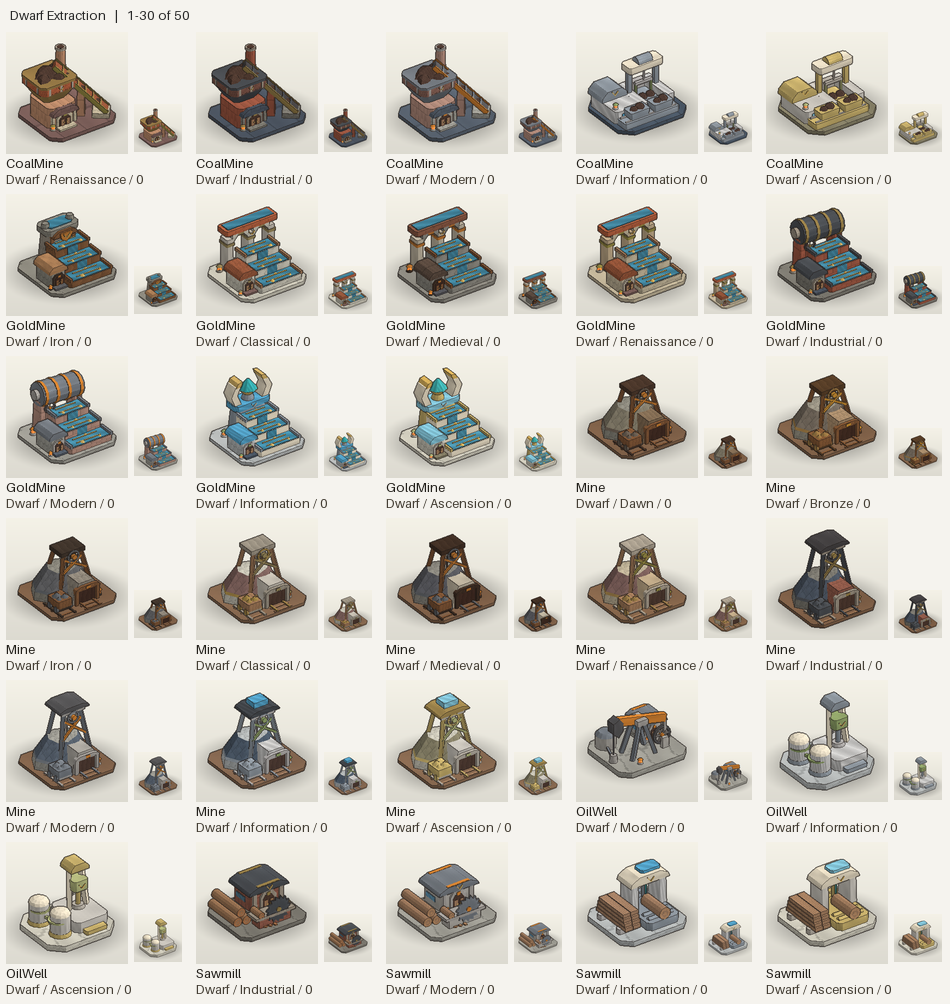 Dwarf Extraction | 1-30 of 50
CoalMine
Dwarf / Renaissance / 0
CoalMine
Dwarf / Industrial / 0
CoalMine
Dwarf / Modern / 0
CoalMine
Dwarf / Information / 0
CoalMine
Dwarf / Ascension / 0
GoldMine
Dwarf / Iron / 0
GoldMine
Dwarf / Classical / 0
GoldMine
Dwarf / Medieval / 0
GoldMine
Dwarf / Renaissance / 0
GoldMine
Dwarf / Industrial / 0
GoldMine
Dwarf / Modern / 0
GoldMine
Dwarf / Information / 0
GoldMine
Dwarf / Ascension / 0
Mine
Dwarf / Dawn / 0
Mine
Dwarf / Bronze / 0
Mine
Dwarf / Iron / 0
Mine
Dwarf / Classical / 0
Mine
Dwarf / Medieval / 0
Mine
Dwarf / Renaissance / 0
Mine
Dwarf / Industrial / 0
Mine
Dwarf / Modern / 0
Mine
Dwarf / Information / 0
Mine
Dwarf / Ascension / 0
OilWell
Dwarf / Modern / 0
OilWell
Dwarf / Information / 0
OilWell
Dwarf / Ascension / 0
Sawmill
Dwarf / Industrial / 0
Sawmill
Dwarf / Modern / 0
Sawmill
Dwarf / Information / 0
Sawmill
Dwarf / Ascension / 0